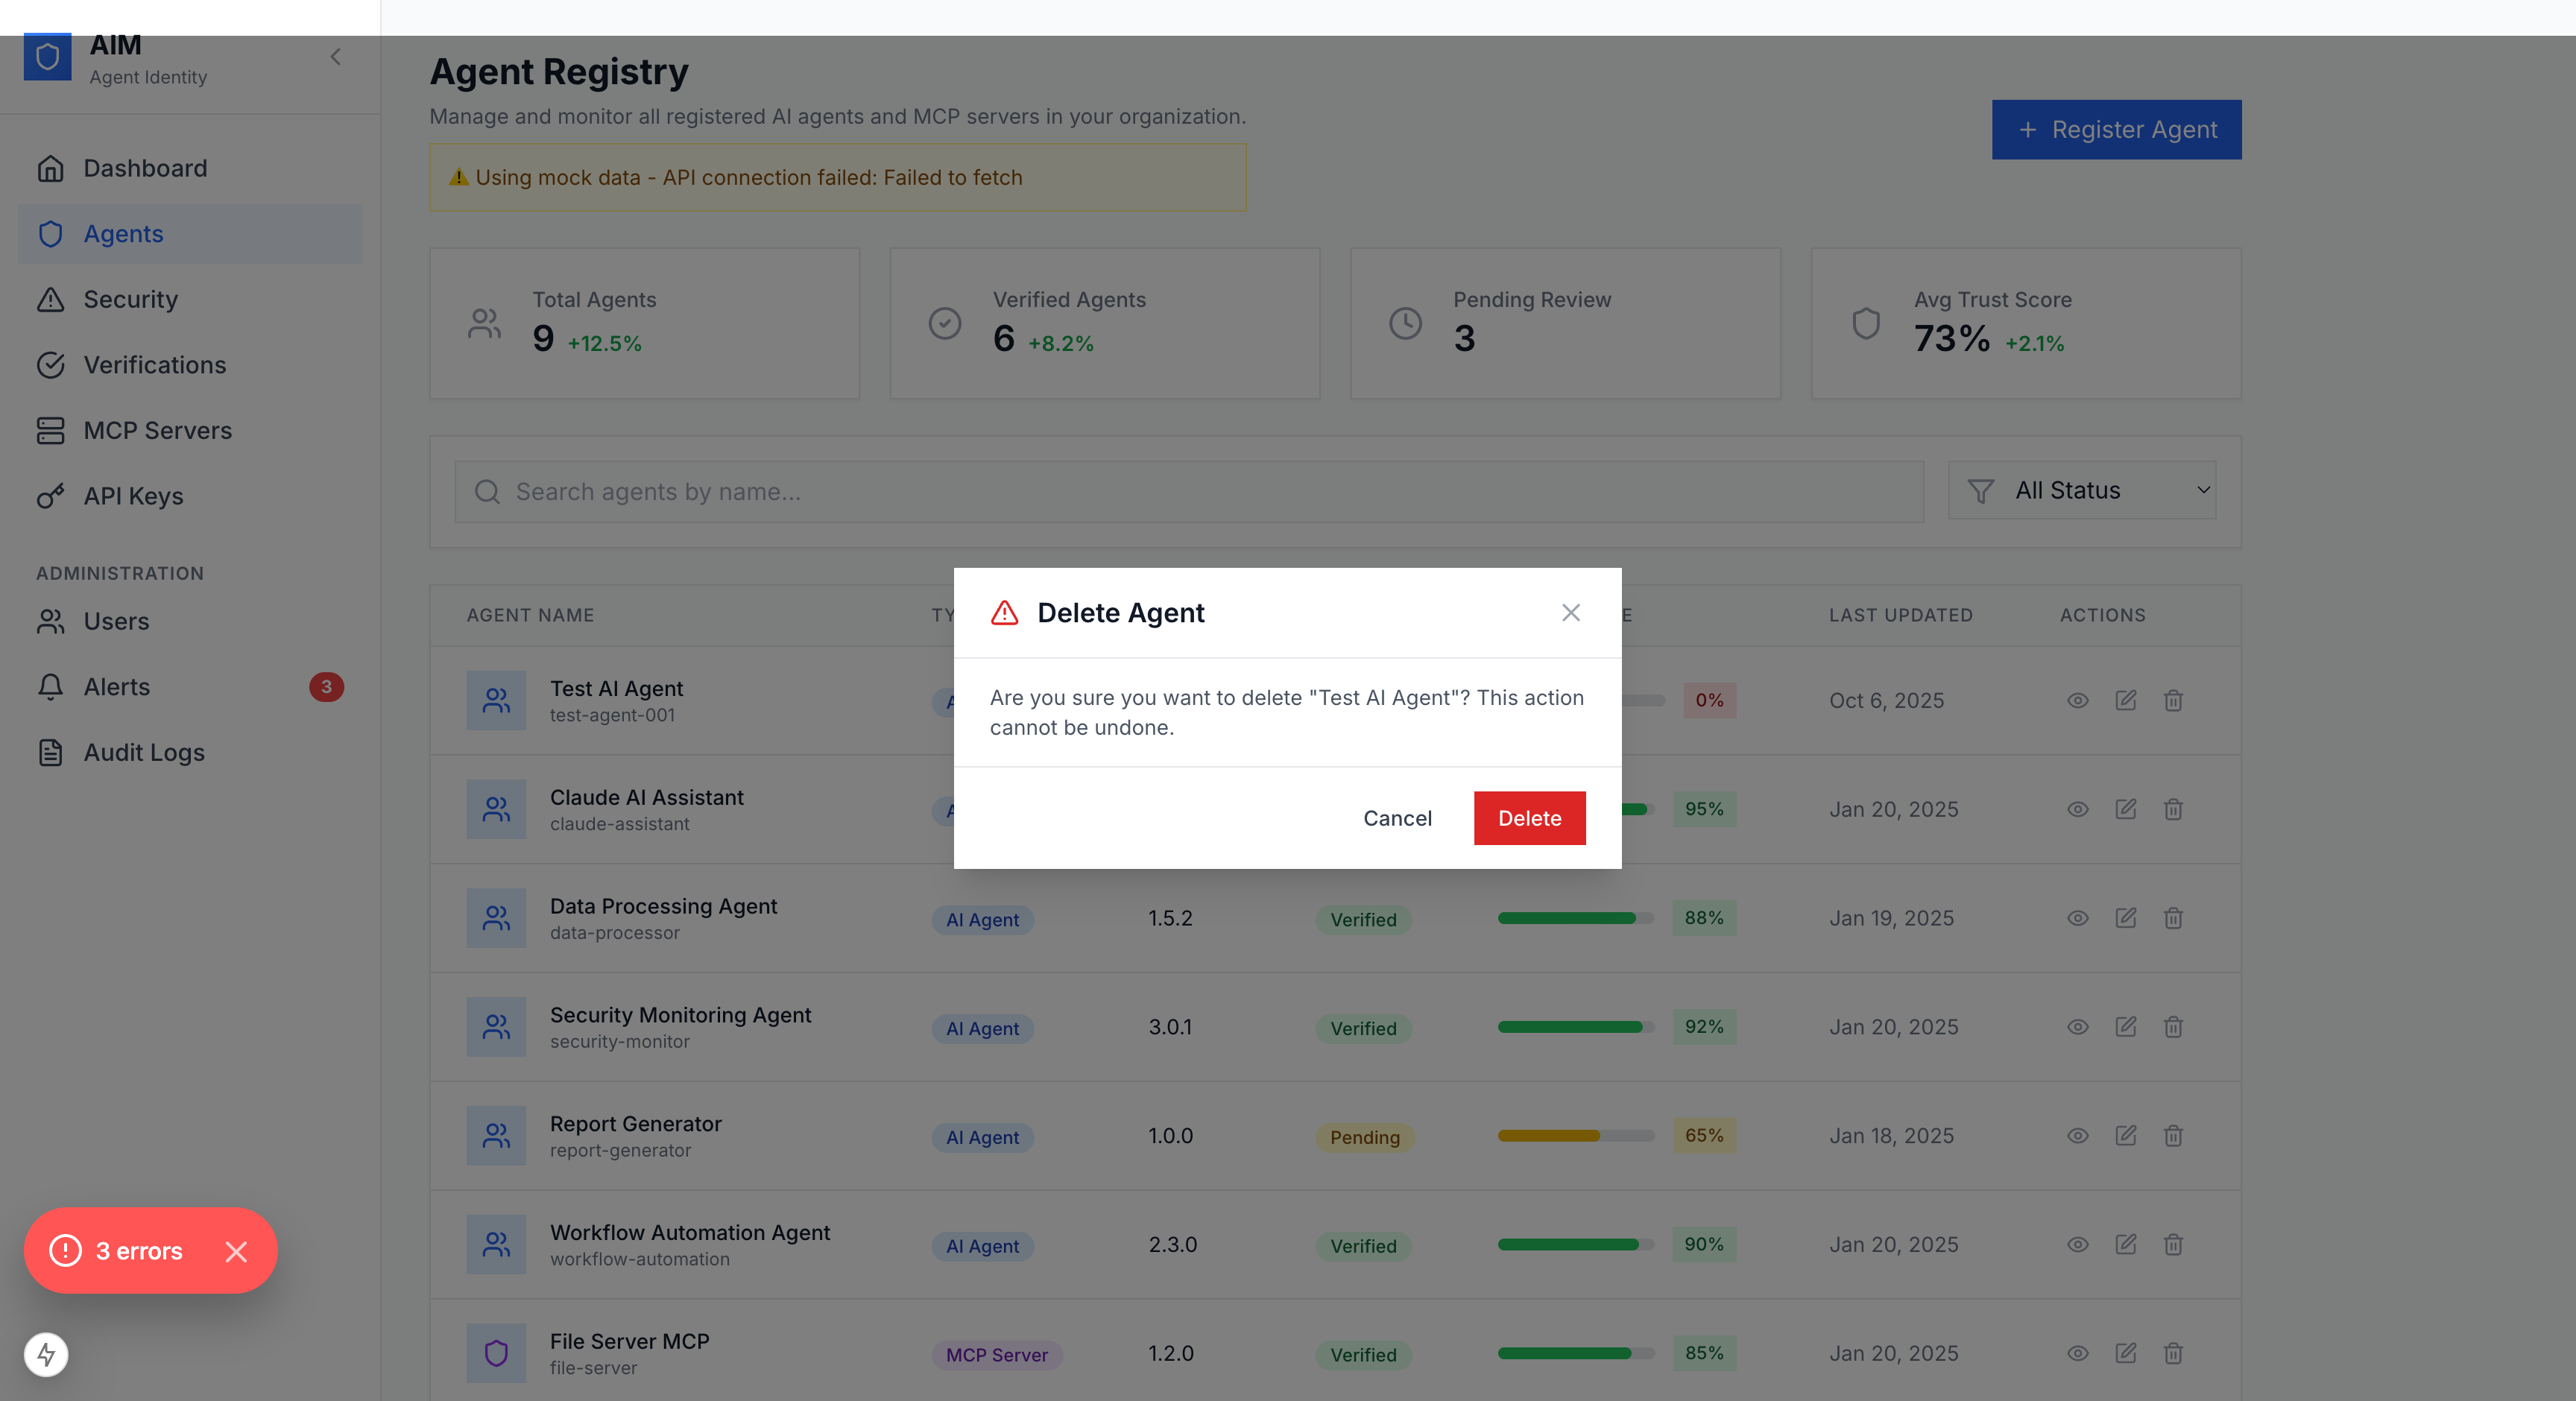 AIM
Agent Identity
Dashboard
Agents
Security
Verifications
MCP Servers
API Keys
ADMINISTRATION
Users
Alerts
3
Audit Logs
3 errors
Agent Registry
Manage and monitor all registered AI agents and MCP servers in your organization.
Using mock data - API connection failed: Failed to fetch
+ Register Agent
Total Agents
9 +12.5%
Verified Agents
6 +8.2%
Pending Review
3
Avg Trust Score
73% +2.1%
Search agents by name...
All Status
AGENT NAME
LAST UPDATED
ACTIONS
Test AI Agent
test-agent-001
0%
Oct 6, 2025
Claude AI Assistant
claude-assistant
95%
Jan 20, 2025
Data Processing Agent
data-processor
AI Agent
1.5.2
Verified
88%
Jan 19, 2025
Security Monitoring Agent
security-monitor
AI Agent
3.0.1
Verified
92%
Jan 20, 2025
Report Generator
report-generator
AI Agent
1.0.0
Pending
65%
Jan 18, 2025
Workflow Automation Agent
workflow-automation
AI Agent
2.3.0
Verified
90%
Jan 20, 2025
File Server MCP
file-server
MCP Server
1.2.0
Verified
85%
Jan 20, 2025
Delete Agent
Are you sure you want to delete "Test AI Agent"? This action
cannot be undone.
Cancel
Delete